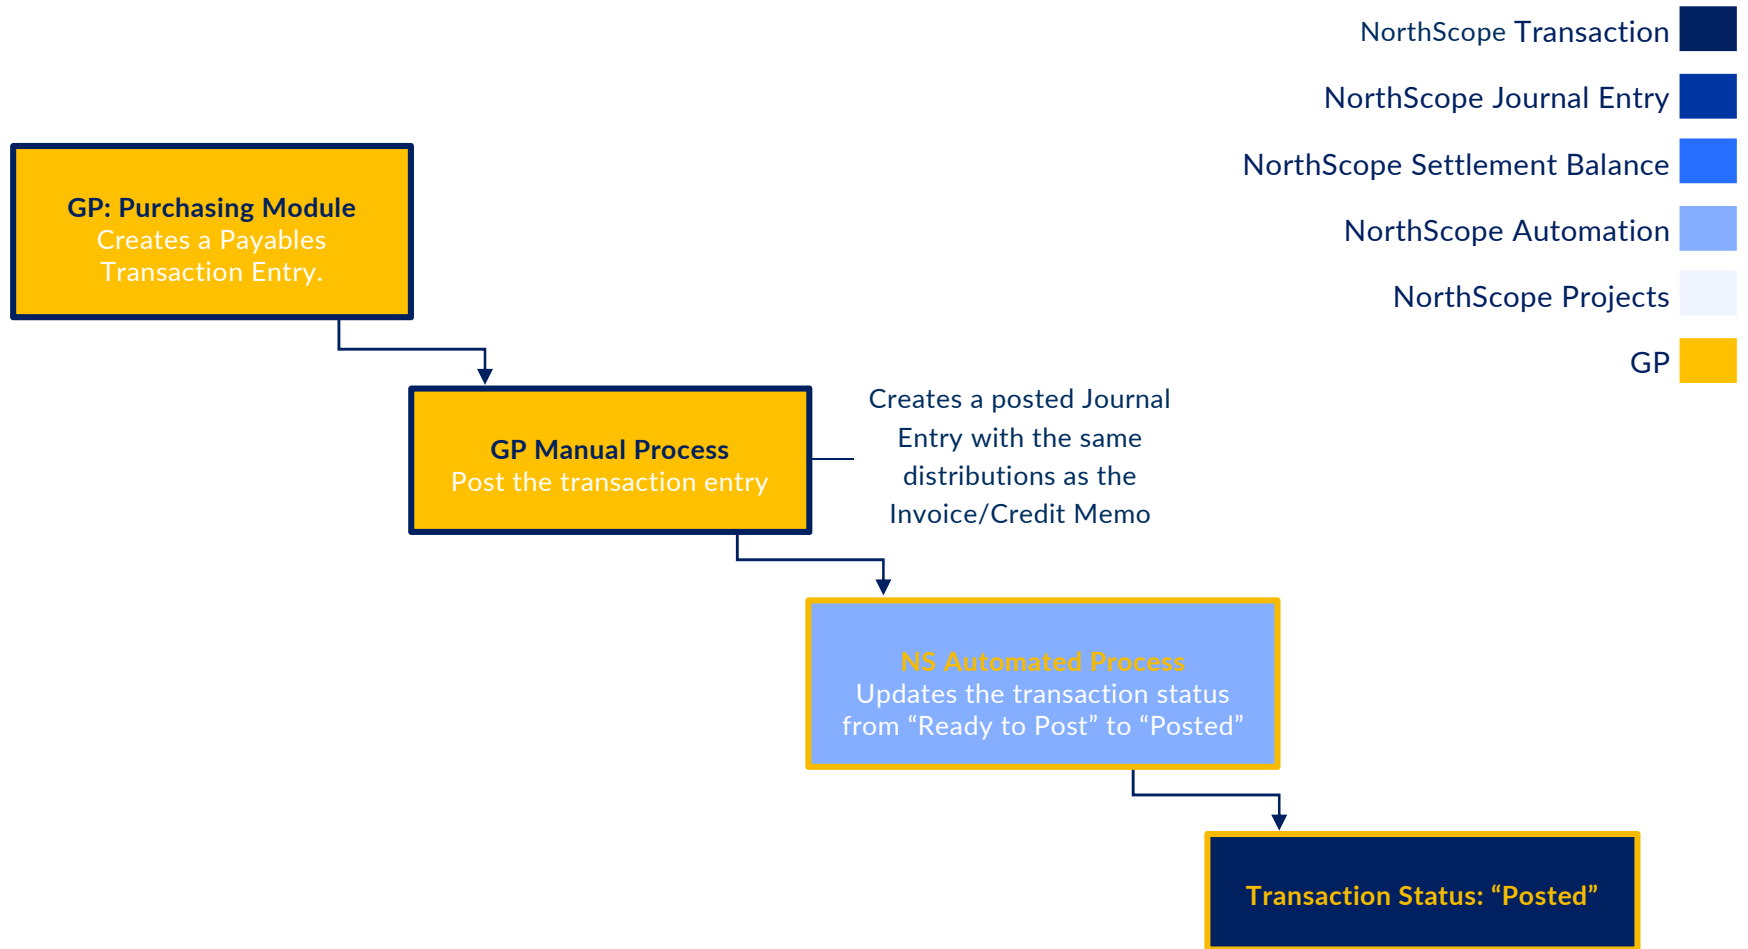 NorthScope Transaction
NorthScope Journal Entry
NorthScope Settlement Balance
NorthScope Automation
NorthScope Projects
GP
GP: Purchasing Module
Creates a Payables
Transaction Entry.
GP Manual Process
Post the transaction entry
Creates a posted Journal
Entry with the same
distributions as the
Invoice/Credit Memo
NS Automated Process
Updates the transaction status
from “Ready to Post” to “Posted”
Transaction Status: “Posted”